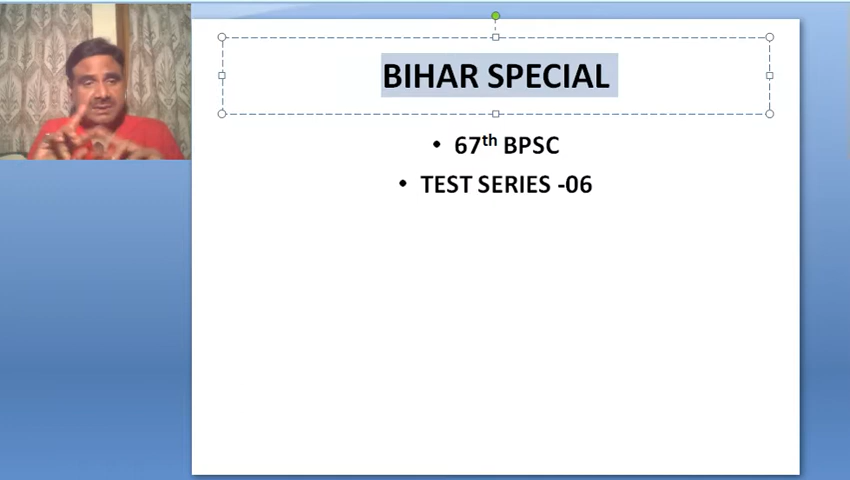 BIHAR SPECIAL
• 67th BPSC
• TEST SERIES -06